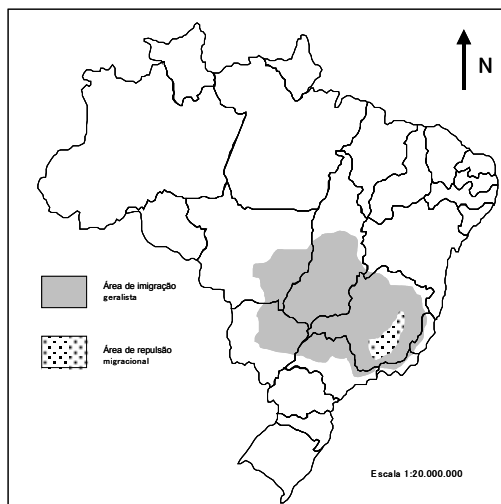 N
Área de imigração
geralista
Área de repulsão
migracional
Escala 1:20.000.000